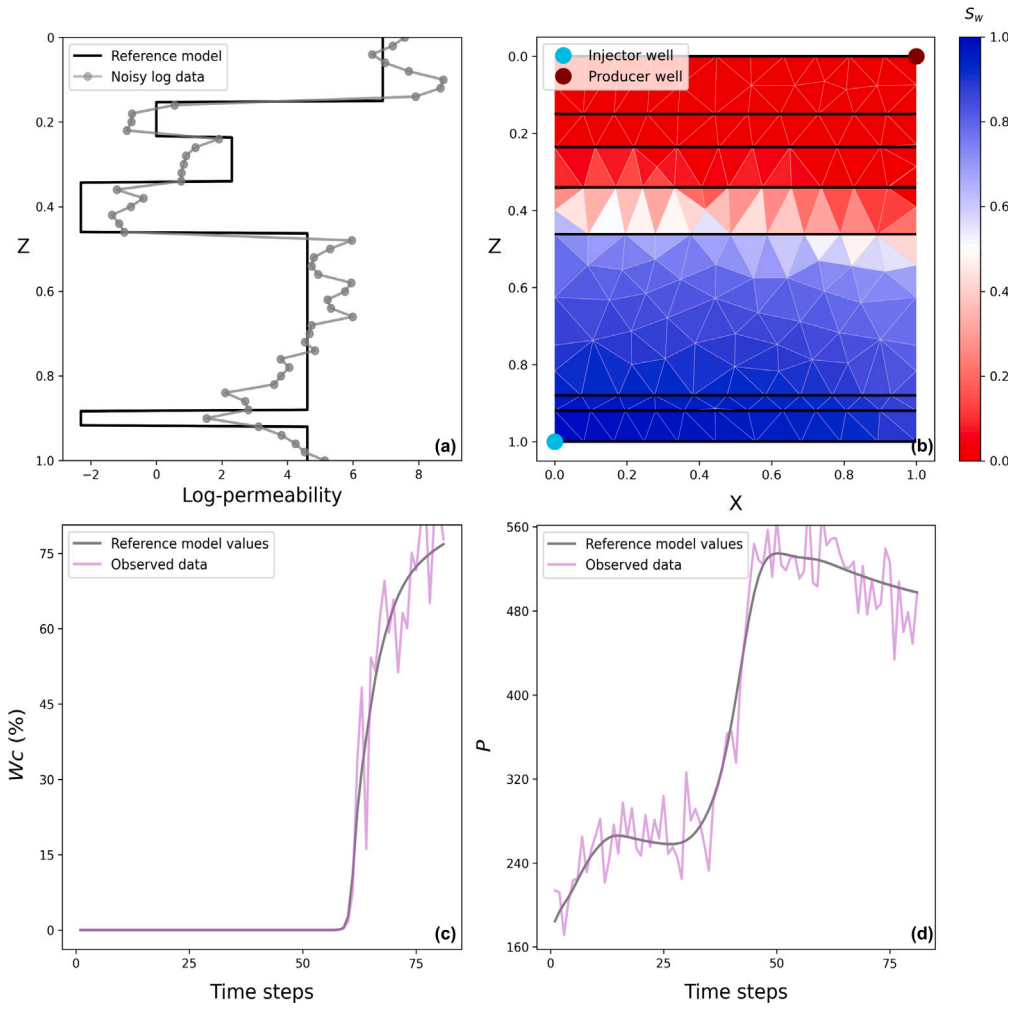 Reference model
Noisy log data
0
0.2
0.4
0.6
0.8
1.0
Z
−2
0
2
4
6
8
Log-permeability
(a)
Injector well
Producer well
0.0
0.2
0.4
0.6
0.8
1.0
Z
0.0
0.2
0.4
0.6
0.8
1.0
X
(b)
S_w
1.0
0.8
0.6
0.4
0.2
0.0
Reference model values
Observed data
75
60
45
30
15
0
Wc (%)
0
25
50
75
Time steps
(c)
Reference model values
Observed data
560
480
400
320
240
160
P
0
25
50
75
Time steps
(d)